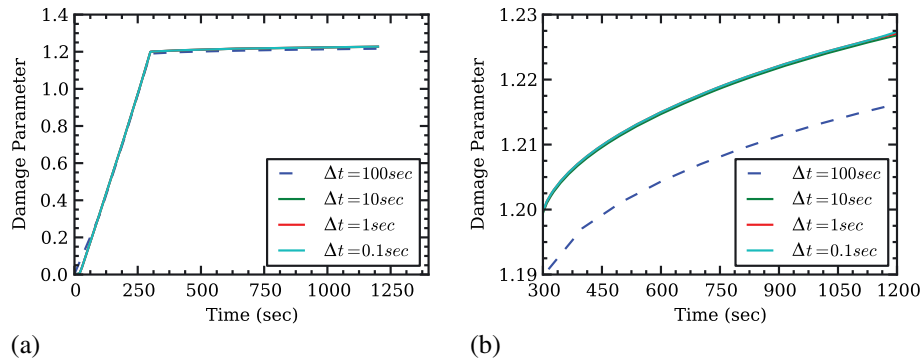 1.4
1.2
1.0
0.8
0.6
0.4
0.2
0.0
Damage Parameter
0
250
500
750
1000
1250
Time (sec)
Δt=100sec
Δt=10sec
Δt=1sec
Δt=0.1sec
(a)
1.23
1.22
1.21
1.20
1.19
Damage Parameter
300
450
600
750
900
1050
1200
Time (sec)
Δt=100sec
Δt=10sec
Δt=1sec
Δt=0.1sec
(b)